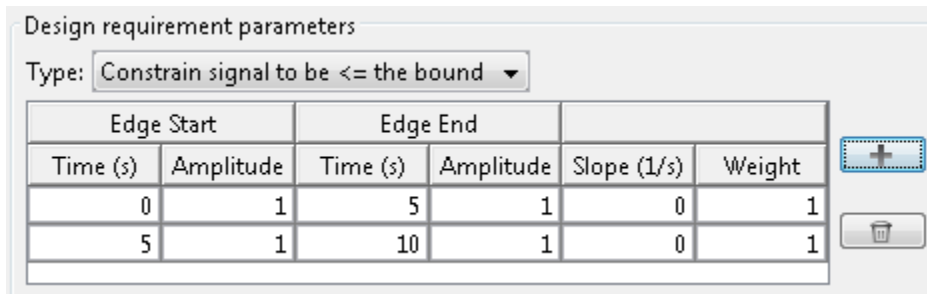 Design requirement parameters
Type: Constrain signal to be <= the bound
Edge Start Edge End
Time (s) Amplitude Time (s) Amplitude Slope (1/s) Weight
0 1 5 1 0 1
5 1 10 1 0 1